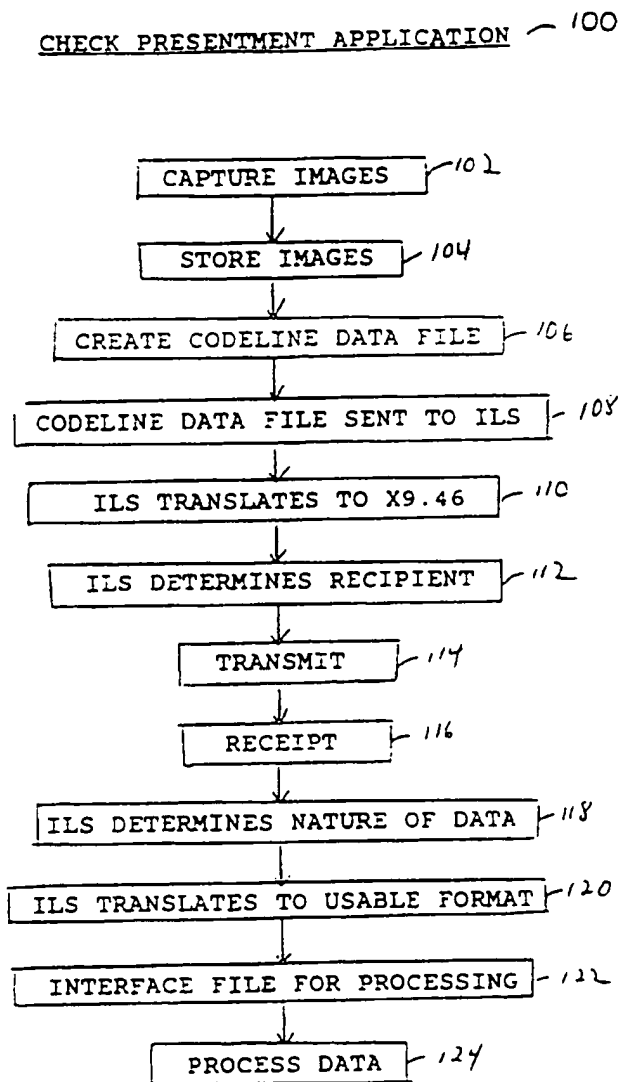 CHECK PRESENTMENT APPLICATION 100
CAPTURE IMAGES 102
STORE IMAGES 104
CREATE CODELINE DATA FILE 106
CODELINE DATA FILE SENT TO ILS 108
ILS TRANSLATES TO X9.46 110
ILS DETERMINES RECIPIENT 112
TRANSMIT 114
RECEIPT 116
ILS DETERMINES NATURE OF DATA 118
ILS TRANSLATES TO USABLE FORMAT 120
INTERFACE FILE FOR PROCESSING 122
PROCESS DATA 124